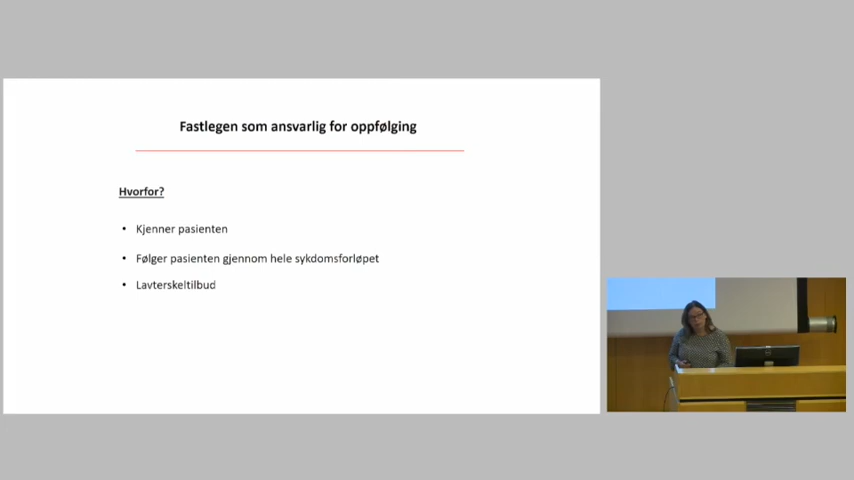 Fastlegen som ansvarlig for oppfølging
Hvorfor?
• Kjenner pasienten
• Følger pasienten gjennom hele sykdomsforløpet
• Lavterskeltilbud